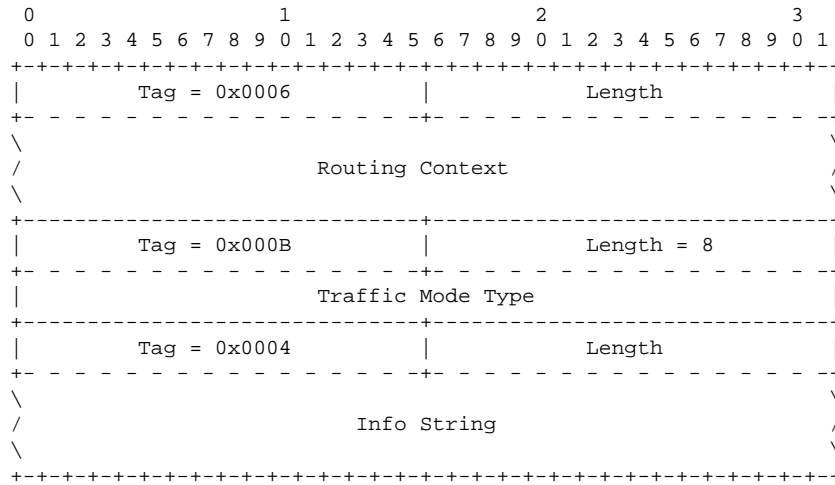 0                   1                   2                   3
 0 1 2 3 4 5 6 7 8 9 0 1 2 3 4 5 6 7 8 9 0 1 2 3 4 5 6 7 8 9 0 1
+-+-+-+-+-+-+-+-+-+-+-+-+-+-+-+-+-+-+-+-+-+-+-+-+-+-+-+-+-+-+-+-
|         Tag = 0x0006          |            Length             |
+- - - - - - - - - - - - - - - -+- - - - - - - - - - - - - - - -
\                                                               \
/                       Routing Context                         /
\                                                               \
+-------------------------------+-------------------------------
|         Tag = 0x000B          |            Length = 8         |
+- - - - - - - - - - - - - - - -+- - - - - - - - - - - - - - - -
|                       Traffic Mode Type                       |
+-------------------------------+-------------------------------
|         Tag = 0x0004          |            Length             |
+- - - - - - - - - - - - - - - -+- - - - - - - - - - - - - - - -
\                                                               \
/                          Info String                          /
\                                                               \
+-+-+-+-+-+-+-+-+-+-+-+-+-+-+-+-+-+-+-+-+-+-+-+-+-+-+-+-+-+-+-+-